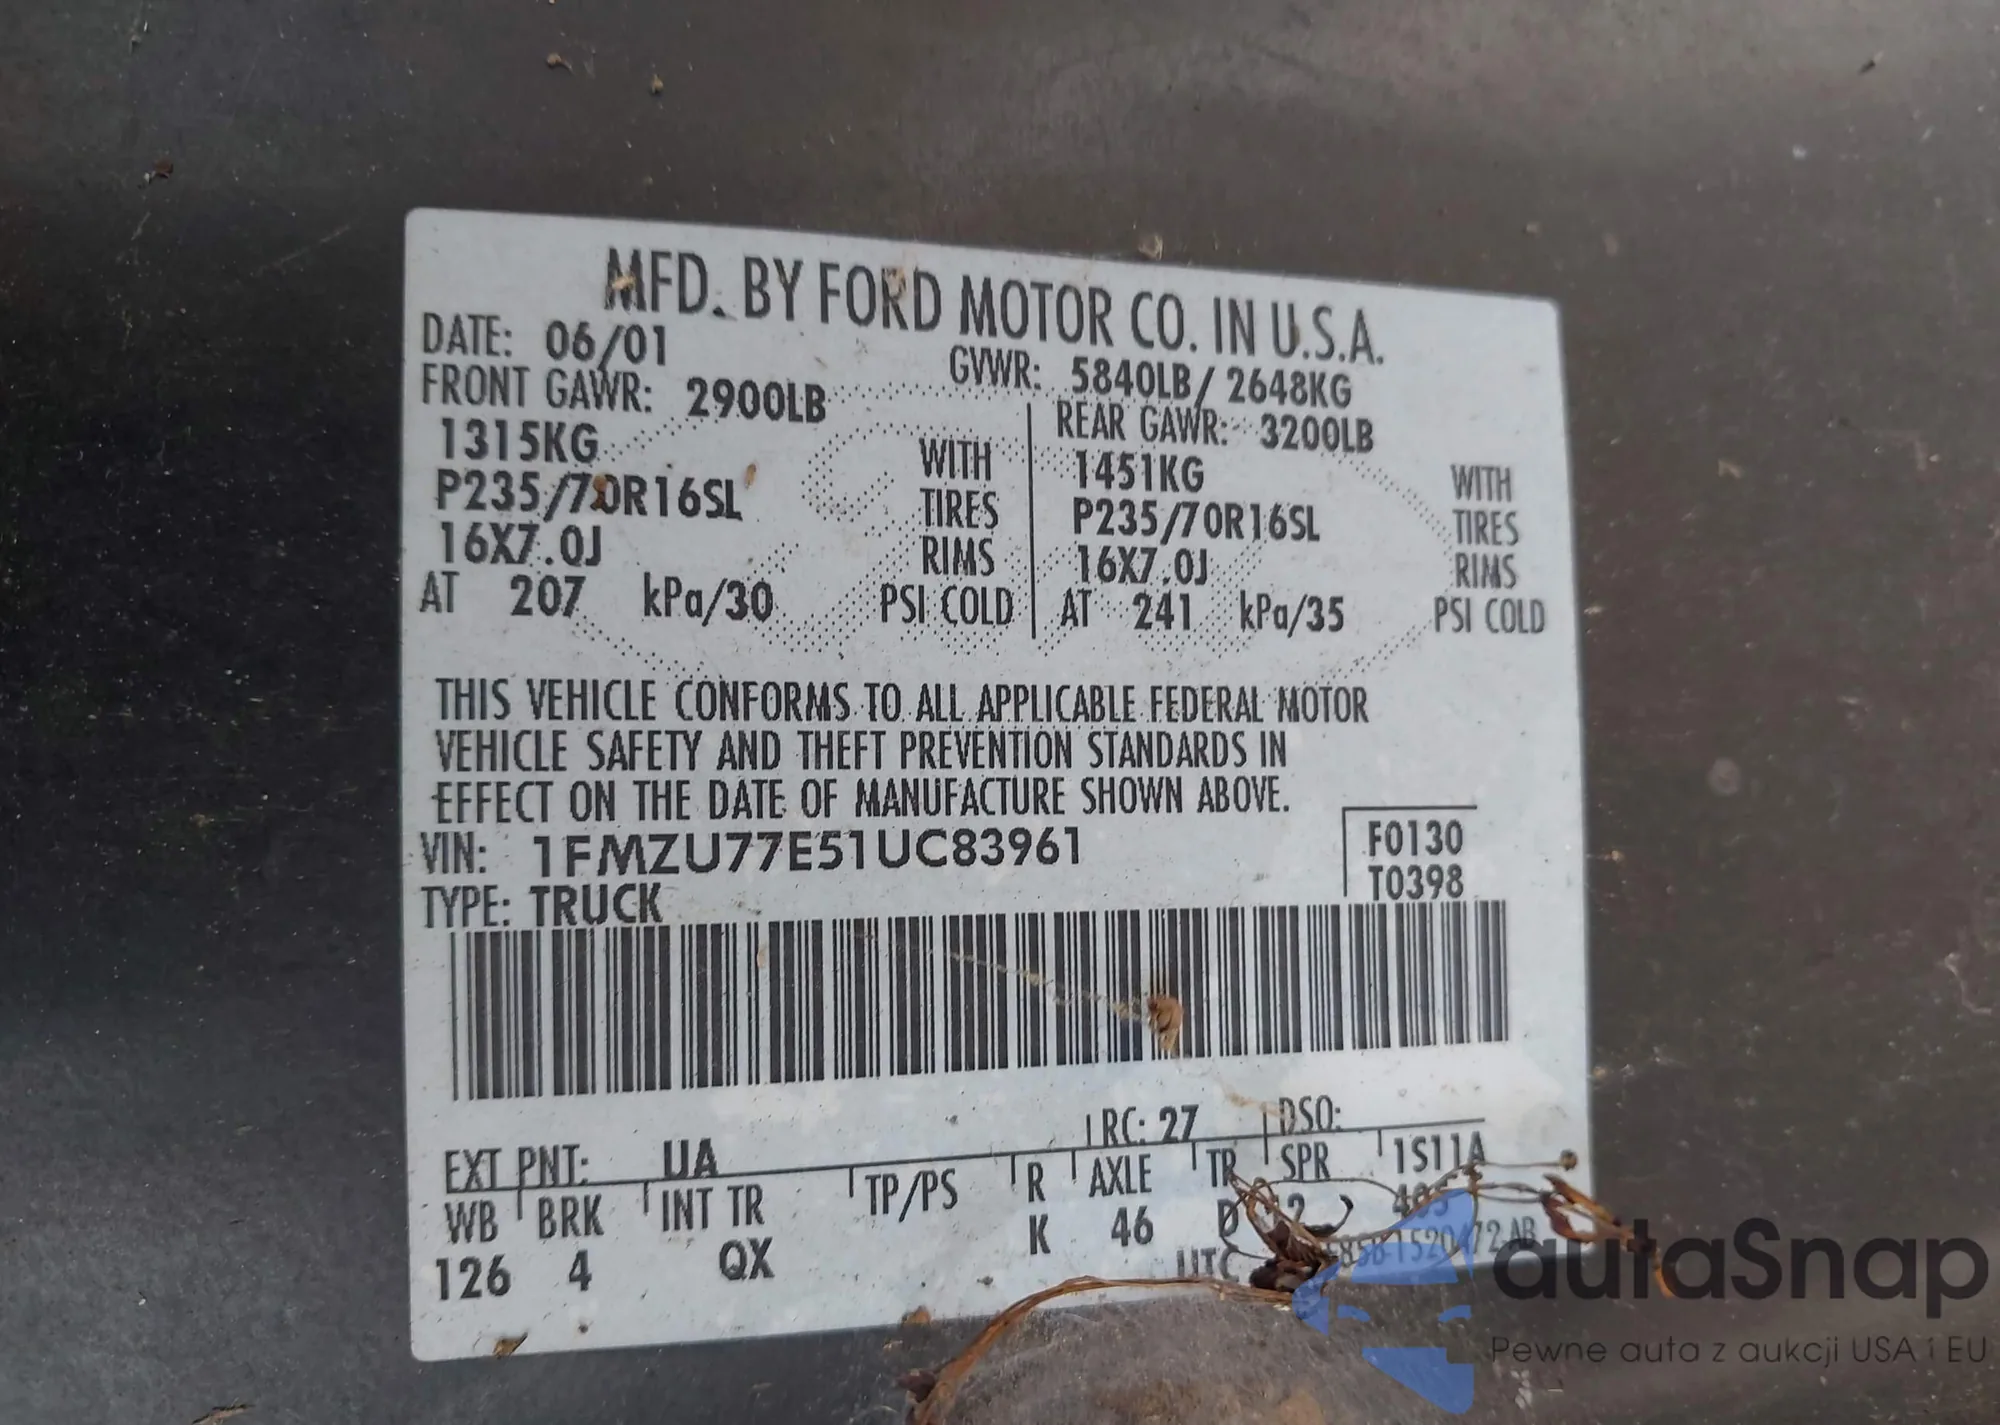 MFD. BY FORD MOTOR CO. IN U.S.A.
DATE: 06/01
GVWR: 5840LB/ 2648KG
FRONT GAWR: 2900LB
1315KG WITH
P235/70R16SL TIRES
16X7.0J RIMS
AT 207 kPa/30 PSI COLD
REAR GAWR: 3200LB
1451KG WITH
P235/70R16SL TIRES
16X7.0J RIMS
AT 241 kPa/35 PSI COLD
THIS VEHICLE CONFORMS TO ALL APPLICABLE FEDERAL MOTOR
VEHICLE SAFETY AND THEFT PREVENTION STANDARDS IN
EFFECT ON THE DATE OF MANUFACTURE SHOWN ABOVE.
VIN: 1FMZU77E51UC83961
F0130
TYPE: TRUCK
T0398
RC: 27 DSO:
EXT PNT: UA
WB BRK INT TR TP/PS R AXLE TR SPR 1S11A
126 4 QX K 46 D
UTC
autaSnap
Pewne auta z aukcji USA i EU